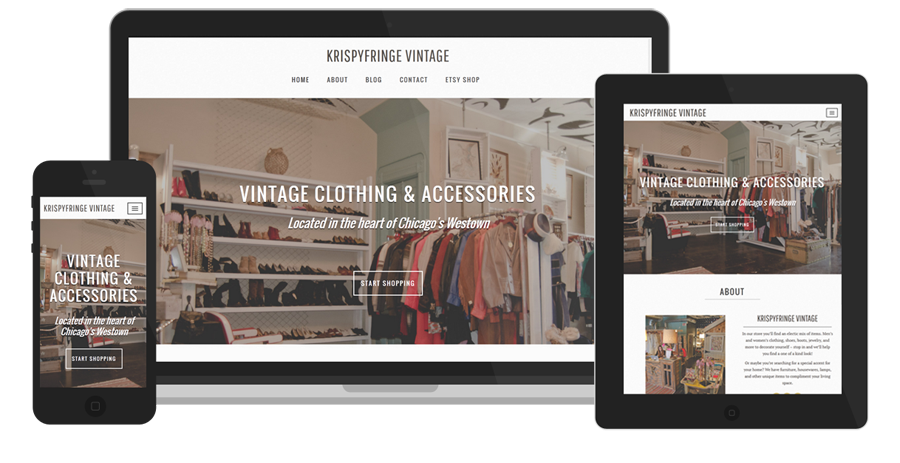 KRISPYFRINGE VINTAGE
HOME ABOUT BLOG CONTACT ETSY SHOP
VINTAGE CLOTHING & ACCESSORIES
Located in the heart of Chicago's Westown
START SHOPPING
KRISPYFRINGE VINTAGE
VINTAGE
CLOTHING &
ACCESSORIES
Located in the heart of
Chicago's Westown
START SHOPPING
KRISPYFRINGE VINTAGE
VINTAGE CLOTHING & ACCESSORIES
Located in the heart of Chicago's Westown
START SHOPPING
ABOUT
KRISPYFRINGE VINTAGE
In our store you'll find an electic mix of items. Men's
and women's clothing, shoes, boots, jewelry, and
more to decorate yourself – stop in and we'll help
you find a one of a kind look!
Or maybe you're searching for a special accent for
your home? We have furniture, housewares, lamps,
and other unique items to compliment your living
space.